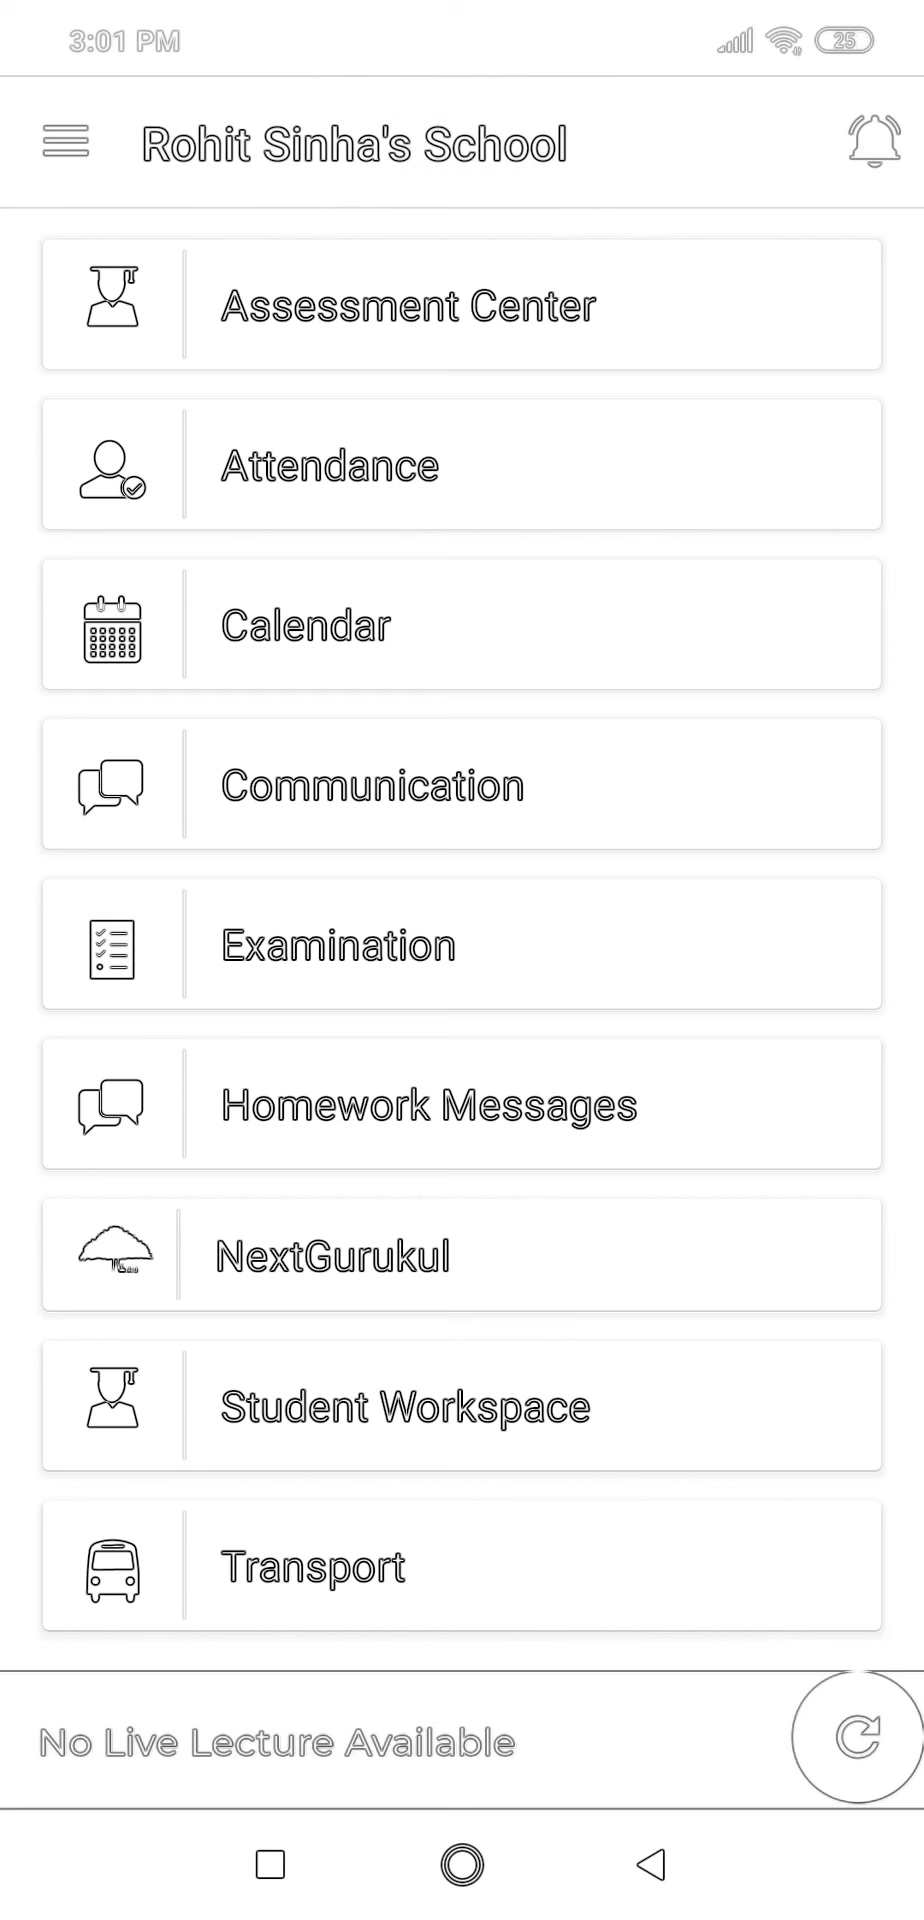 3:01 PM 25
Rohit Sinha's School
Assessment Center
Attendance
Calendar
Communication
Examination
Homework Messages
NextGurukul
Student Workspace
Transport
No Live Lecture Available